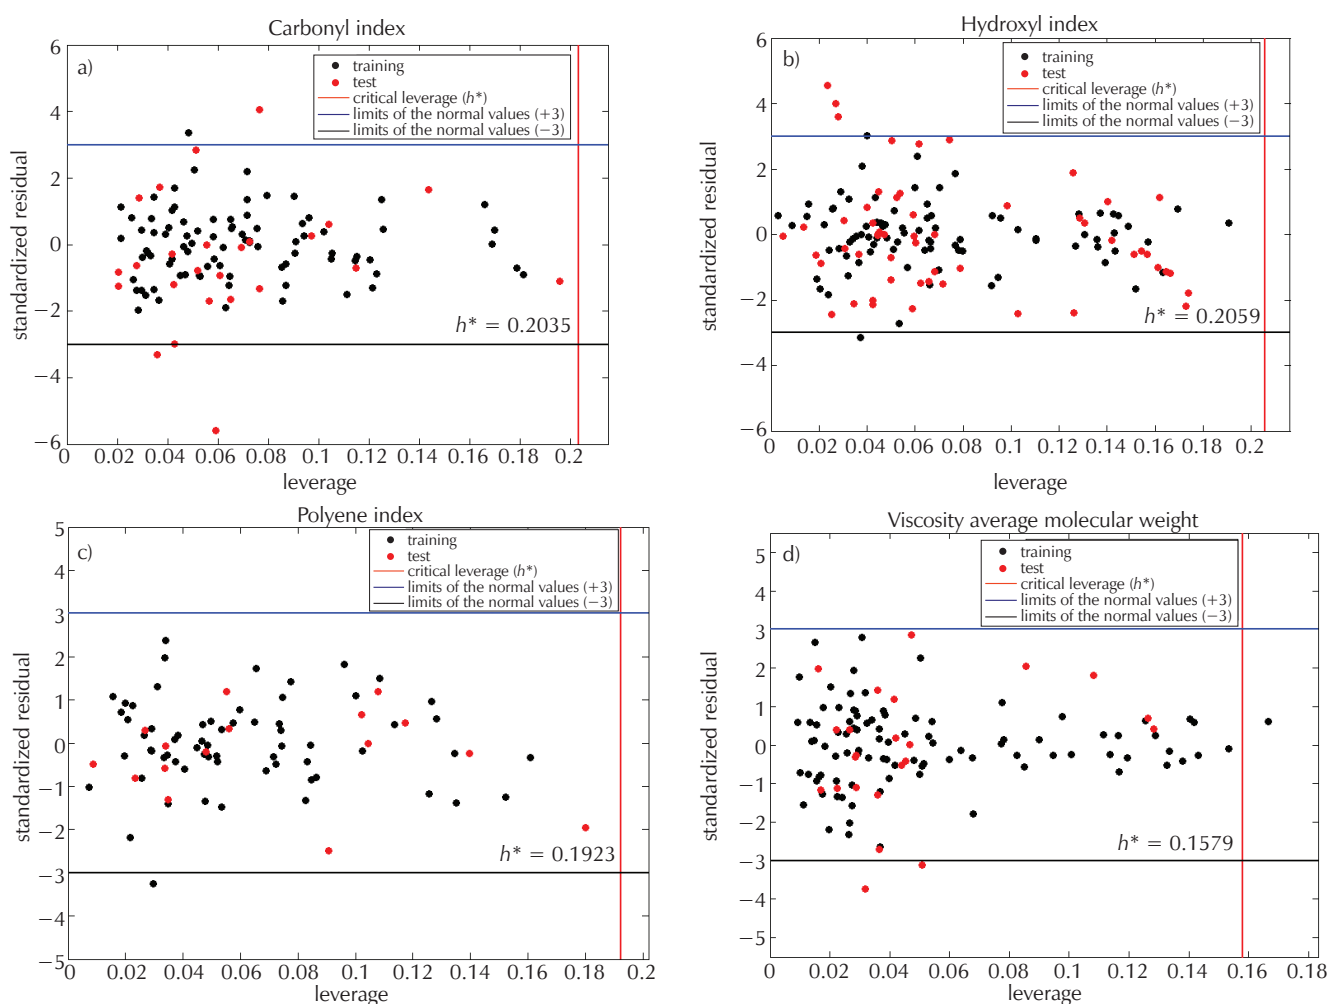 Carbonyl index
a)
training
test
critical leverage (h*)
limits of the normal values (+3)
limits of the normal values (−3)
6
4
2
0
−2
−4
−6
standardized residual
h* = 0.2035
0 0.02 0.04 0.06 0.08 0.1 0.12 0.14 0.16 0.18 0.2
leverage
Hydroxyl index
b)
training
test
critical leverage (h*)
limits of the normal values (+3)
limits of the normal values (−3)
6
4
2
0
−2
−4
−6
standardized residual
h* = 0.2059
0 0.02 0.04 0.06 0.08 0.1 0.12 0.14 0.16 0.18 0.2
leverage
Polyene index
c)
training
test
critical leverage (h*)
limits of the normal values (+3)
limits of the normal values (−3)
5
4
3
2
1
0
−1
−2
−3
−4
−5
standardized residual
h* = 0.1923
0 0.02 0.04 0.06 0.08 0.1 0.12 0.14 0.16 0.18 0.2
leverage
Viscosity average molecular weight
d)
training
test
critical leverage (h*)
limits of the normal values (+3)
limits of the normal values (−3)
5
4
3
2
1
0
−1
−2
−3
−4
−5
standardized residual
h* = 0.1579
0 0.02 0.04 0.06 0.08 0.1 0.12 0.14 0.16 0.18
leverage